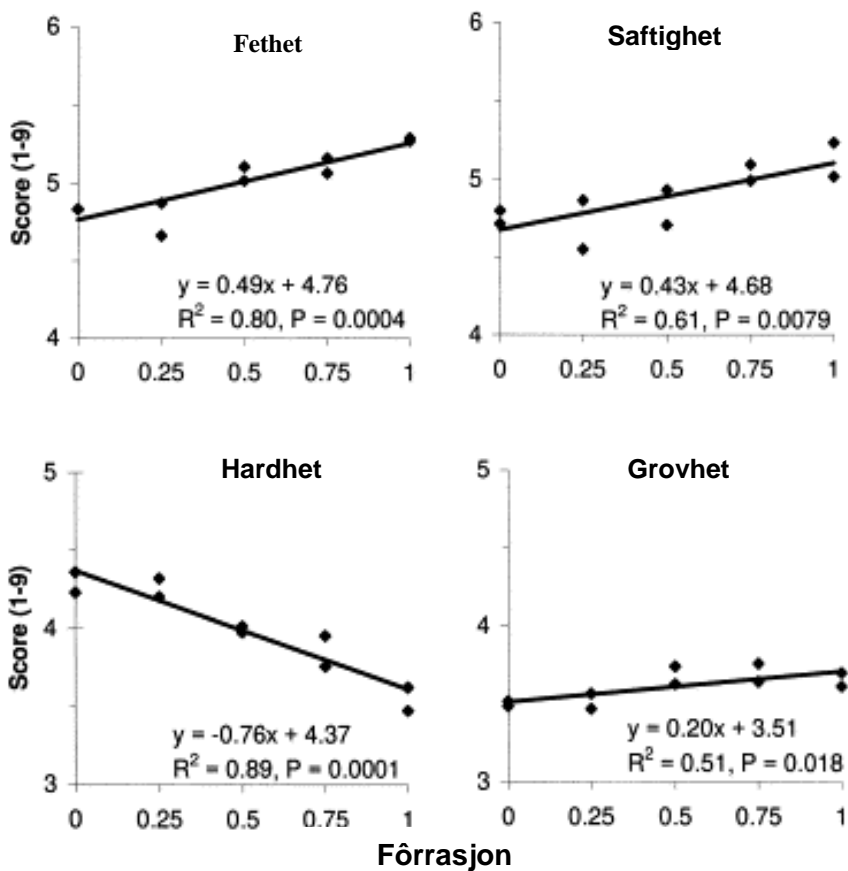 Fethet
6
5
4
Score (1-9)
y = 0.49x + 4.76
R² = 0.80, P = 0.0004
0 0.25 0.5 0.75 1
Saftighet
6
5
4
y = 0.43x + 4.68
R² = 0.61, P = 0.0079
0 0.25 0.5 0.75 1
Hardhet
5
4
3
Score (1-9)
y = -0.76x + 4.37
R² = 0.89, P = 0.0001
0 0.25 0.5 0.75 1
Grovhet
5
4
3
y = 0.20x + 3.51
R² = 0.51, P = 0.018
0 0.25 0.5 0.75 1
Fôrrasjon